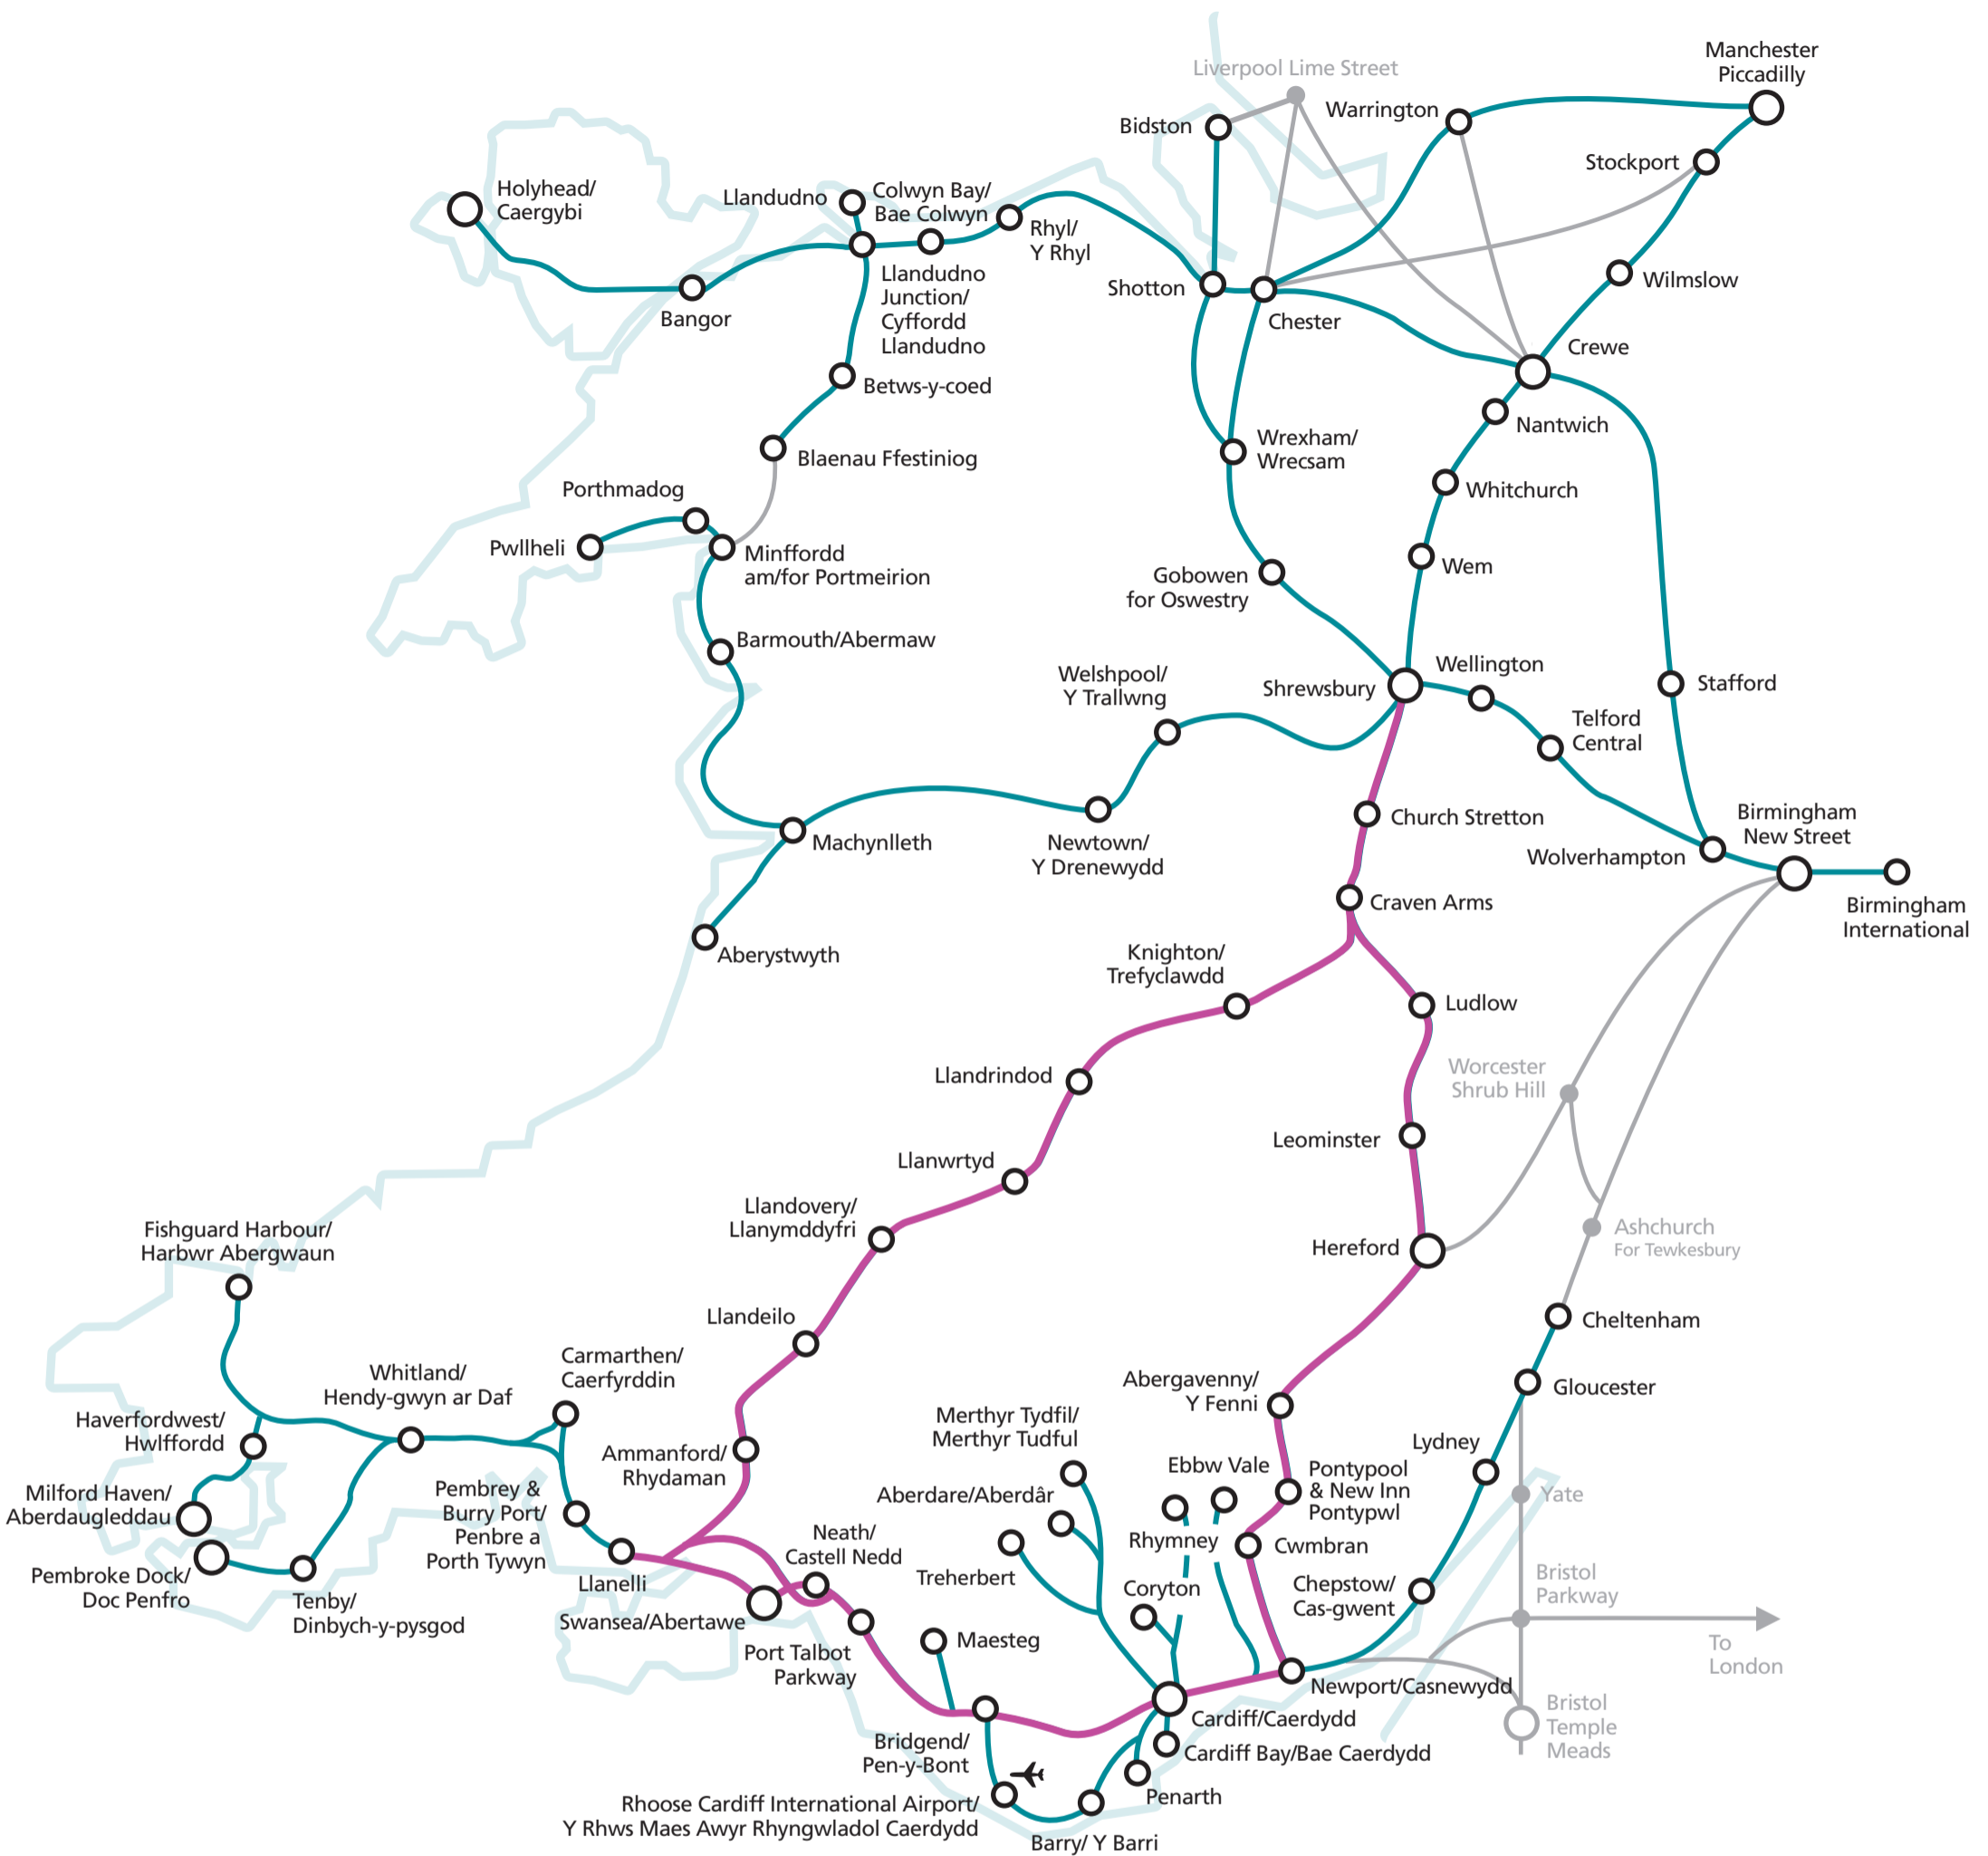 Manchester
Piccadilly
Liverpool Lime Street
Warrington
Bidston
Stockport
Holyhead/
Caergybi
Llandudno
Colwyn Bay/
Bae Colwyn
Rhyl/
Y Rhyl
Llandudno
Junction/
Cyffordd
Llandudno
Shotton
Wilmslow
Bangor
Chester
Crewe
Betws-y-coed
Nantwich
Wrexham/
Wrecsam
Blaenau Ffestiniog
Whitchurch
Porthmadog
Pwllheli
Minffordd
am/for Portmeirion
Wem
Gobowen
for Oswestry
Barmouth/Abermaw
Wellington
Welshpool/
Y Trallwng
Shrewsbury
Stafford
Telford
Central
Church Stretton
Birmingham
New Street
Machynlleth
Newtown/
Y Drenewydd
Wolverhampton
Craven Arms
Birmingham
International
Aberystwyth
Knighton/
Trefyclawdd
Ludlow
Llandrindod
Worcester
Shrub Hill
Leominster
Llanwrtyd
Llandovery/
Llanymddyfri
Fishguard Harbour/
Harbwr Abergwaun
Hereford
Ashchurch
For Tewkesbury
Llandeilo
Cheltenham
Carmarthen/
Caerfyrddin
Whitland/
Hendy-gwyn ar Daf
Abergavenny/
Y Fenni
Gloucester
Haverfordwest/
Hwlffordd
Merthyr Tydfil/
Merthyr Tudful
Ammanford/
Rhydaman
Lydney
Ebbw Vale
Pontypool
& New Inn
Pontypwl
Milford Haven/
Aberdaugleddau
Pembrey &
Burry Port/
Penbre a
Porth Tywyn
Aberdare/Aberdâr
Yate
Neath/
Castell Nedd
Rhymney
Cwmbran
Pembroke Dock/
Doc Penfro
Llanelli
Treherbert
Coryton
Chepstow/
Cas-gwent
Bristol
Parkway
Tenby/
Dinbych-y-pysgod
Swansea/Abertawe
Port Talbot
Parkway
Maesteg
To
London
Newport/Casnewydd
Bristol
Temple
Meads
Cardiff/Caerdydd
Bridgend/
Pen-y-Bont
Cardiff Bay/Bae Caerdydd
Penarth
Rhoose Cardiff International Airport/
Y Rhws Maes Awyr Rhyngwladol Caerdydd
Barry/ Y Barri